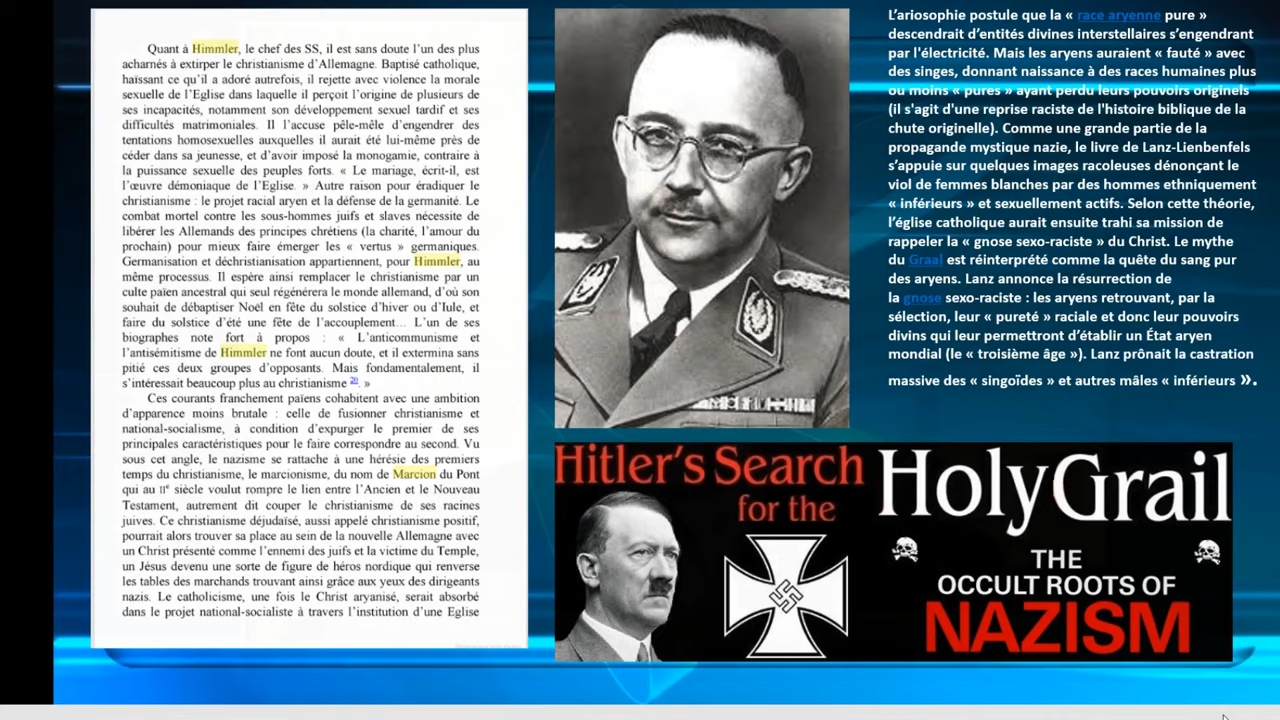 Quant à Himmler, le chef des SS, il est sans doute l’un des plus
acharnés à extirper le christianisme d’Allemagne. Baptisé catholique,
haïssant ce qu’il a adoré autrefois, il rejette avec violence la morale
sexuelle de l’Eglise dans laquelle il perçoit l’origine de plusieurs de
ses incapacités, notamment son développement sexuel tardif et ses
difficultés matrimoniales. Il l’accuse pêle-mêle d’engendrer des
tentations homosexuelles auxquelles il aurait été lui-même près de
céder dans sa jeunesse, et d’avoir imposé la monogamie, contraire à
la puissance sexuelle des peuples forts. « Le mariage, écrit-il, est
l’œuvre démoniaque de l’Eglise. » Autre raison pour éradiquer le
christianisme : le projet racial aryen et la défense de la germanité. Le
combat mortel contre les sous-hommes juifs et slaves nécessite de
libérer les Allemands des principes chrétiens (la charité, l’amour du
prochain) pour mieux faire émerger les « vertus » germaniques.
Germanisation et déchristianisation appartiennent, pour Himmler, au
même processus. Il espère ainsi remplacer le christianisme par un
culte païen ancestral qui seul régénérera le monde allemand, d’où son
souhait de débaptiser Noël en fête du solstice d’hiver ou d’Iule, et
faire du solstice d’été une fête de l’accouplement... L’un de ses
biographes note fort à propos : « L’anticommunisme et
l’antisémitisme de Himmler ne font aucun doute, et il extermina sans
pitié ces deux groupes d’opposants. Mais fondamentalement, il
s’intéressait beaucoup plus au christianisme 20. »
Ces courants franchement païens cohabitent avec une ambition
d’apparence moins brutale : celle de fusionner christianisme et
national-socialisme, à condition d’expurger le premier de ses
principales caractéristiques pour le faire correspondre au second. Vu
sous cet angle, le nazisme se rattache à une hérésie des premiers
temps du christianisme, le marcionisme, du nom de Marcion du Pont
qui au IIe siècle voulut rompre le lien entre l’Ancien et le Nouveau
Testament, autrement dit couper le christianisme de ses racines
juives. Ce christianisme déjudaïsé, aussi appelé christianisme positif,
pourrait alors trouver sa place au sein de la nouvelle Allemagne avec
un Christ présenté comme l’ennemi des juifs et la victime du Temple,
un Jésus devenu une sorte de figure de héros nordique qui renverse
les tables des marchands trouvant ainsi grâce aux yeux des dirigeants
nazis. Le catholicisme, une fois le Christ aryanisé, serait absorbé
dans le projet national-socialiste à travers l’institution d’une Eglise
L’ariosophie postule que la « race aryenne pure »
descendrait d’entités divines interstellaires s’engendrant
par l'électricité. Mais les aryens auraient « fauté » avec
des singes, donnant naissance à des races humaines plus
ou moins « pures » ayant perdu leurs pouvoirs originels
(il s'agit d'une reprise raciste de l'histoire biblique de la
chute originelle). Comme une grande partie de la
propagande mystique nazie, le livre de Lanz-Lienbenfels
s’appuie sur quelques images racoleuses dénonçant le
viol de femmes blanches par des hommes ethniquement
« inférieurs » et sexuellement actifs. Selon cette théorie,
l’église catholique aurait ensuite trahi sa mission de
rappeler la « gnose sexo-raciste » du Christ. Le mythe
du Graal est réinterprété comme la quête du sang pur
des aryens. Lanz annonce la résurrection de
la gnose sexo-raciste : les aryens retrouvant, par la
sélection, leur « pureté » raciale et donc leur pouvoirs
divins qui leur permettront d’établir un État aryen
mondial (le « troisième âge »). Lanz prônait la castration
massive des « singoïdes » et autres mâles « inférieurs ».
Hitler's Search
for the
Holy Grail
THE
OCCULT ROOTS OF
NAZISM